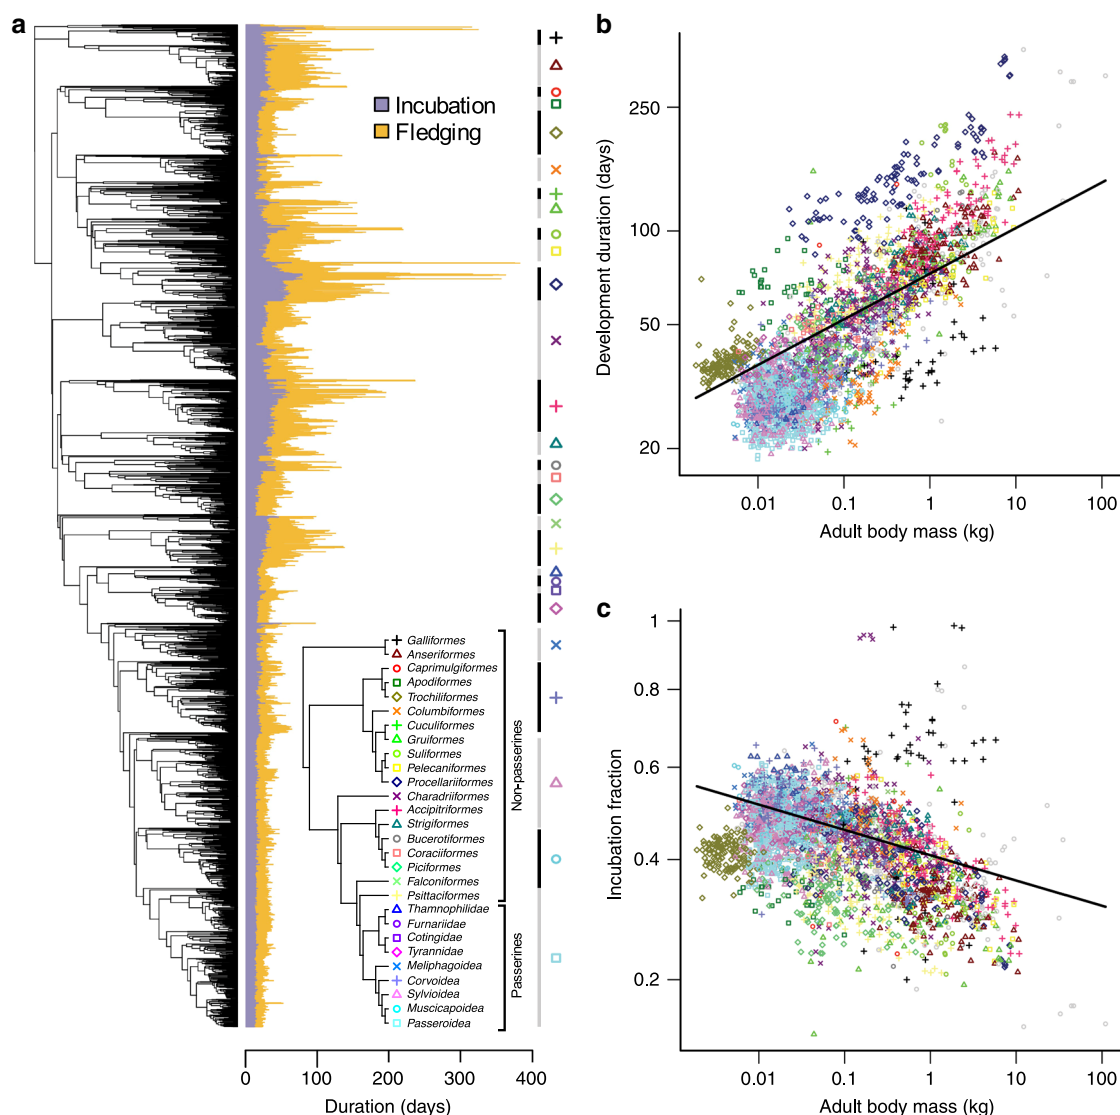 a
Incubation
Fledging
Galliformes
Anseriformes
Caprimulgiformes
Apodiformes
Trochiliformes
Columbiformes
Cuculiformes
Gruiformes
Suliformes
Pelecaniformes
Procellariiformes
Charadriiformes
Accipitriformes
Strigiformes
Bucerotiformes
Coraciiformes
Piciformes
Falconiformes
Psittaciformes
Thamnophilidae
Furnariidae
Cotingidae
Tyrannidae
Meliphagoidea
Corvoidea
Sylvioidea
Muscicapoidea
Passeroidea
Non-passerines
Passerines
0 100 200 300 400
Duration (days)
b
Development duration (days)
250
100
50
20
0.01 0.1 1 10 100
Adult body mass (kg)
c
Incubation fraction
1
0.8
0.6
0.4
0.2
0.01 0.1 1 10 100
Adult body mass (kg)